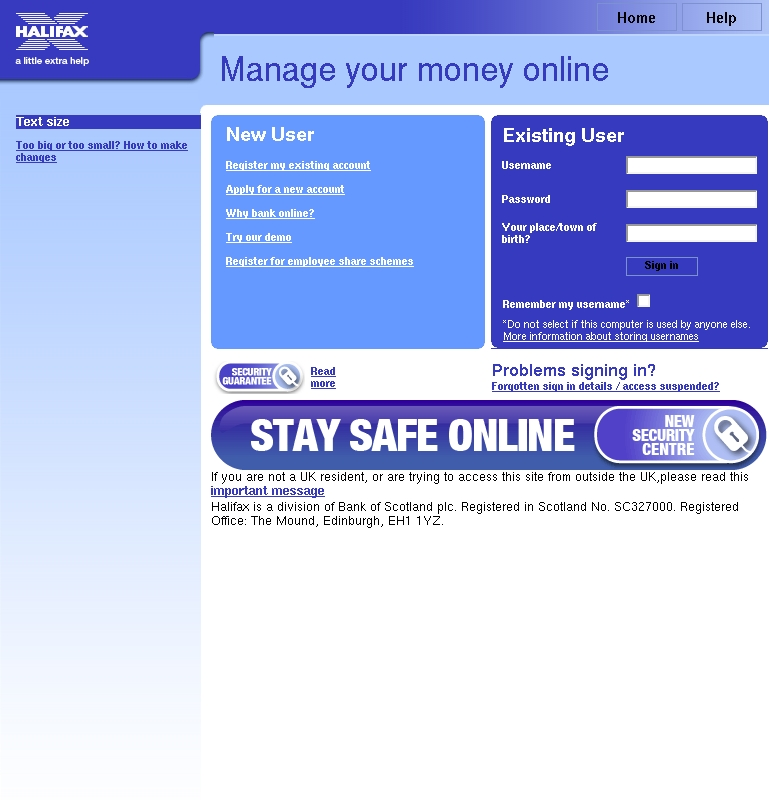 Home
Help
HALIFAX
a little extra help
Manage your money online
Text size
Too big or too small? How to make
changes
New User
Register my existing account
Apply for a new account
Why bank online?
Try our demo
Register for employee share schemes
Existing User
Username
Password
Your place/town of
birth?
Sign in
Remember my username*
*Do not select if this computer is used by anyone else.
More information about storing usernames
SECURITY
GUARANTEE
Read
more
Problems signing in?
Forgotten sign in details / access suspended?
STAY SAFE ONLINE
NEW
SECURITY
CENTRE
If you are not a UK resident, or are trying to access this site from outside the UK,please read this
important message
Halifax is a division of Bank of Scotland plc. Registered in Scotland No. SC327000. Registered
Office: The Mound, Edinburgh, EH1 1YZ.